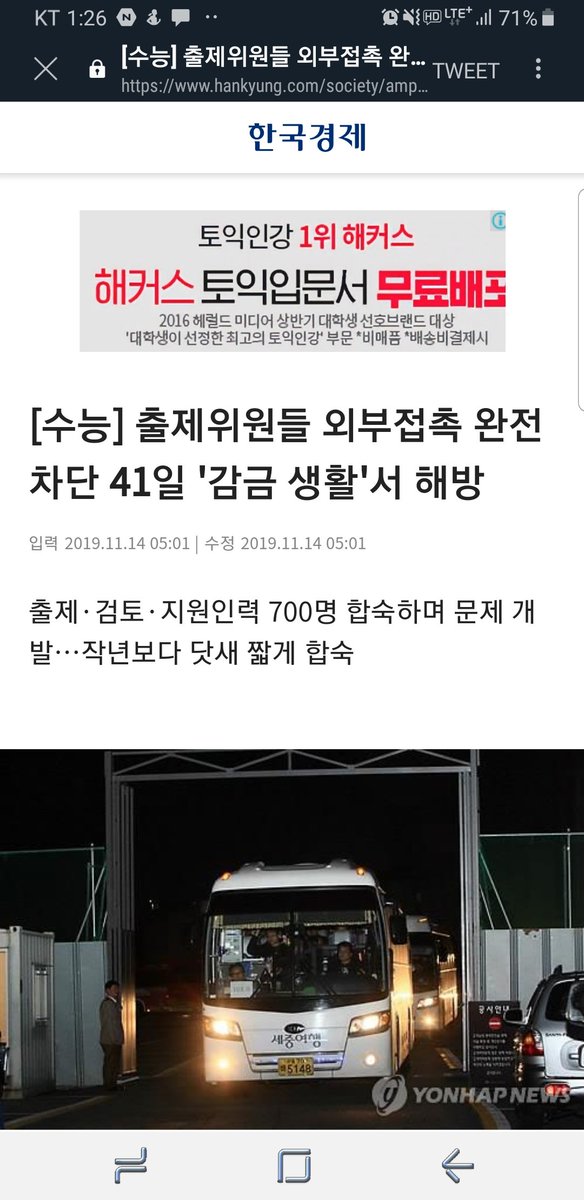 KT 1:26
HD LTE+ 71%
[수능] 출제위원들 외부접촉 완...
https://www.hankyung.com/society/amp...
TWEET
한국경제
토익인강 1위 해커스
해커스 토익입문서 무료배포
2016 헤럴드 미디어 상반기 대학생 선호브랜드 대상
'대학생이 선정한 최고의 토익인강' 부문 *비매품 *배송비결제시
[수능] 출제위원들 외부접촉 완전
차단 41일 '감금 생활'서 해방
입력 2019.11.14 05:01 | 수정 2019.11.14 05:01
출제·검토·지원인력 700명 합숙하며 문제 개
발…작년보다 닷새 짧게 합숙
세중여행
5148
공사안내
YONHAP NEWS